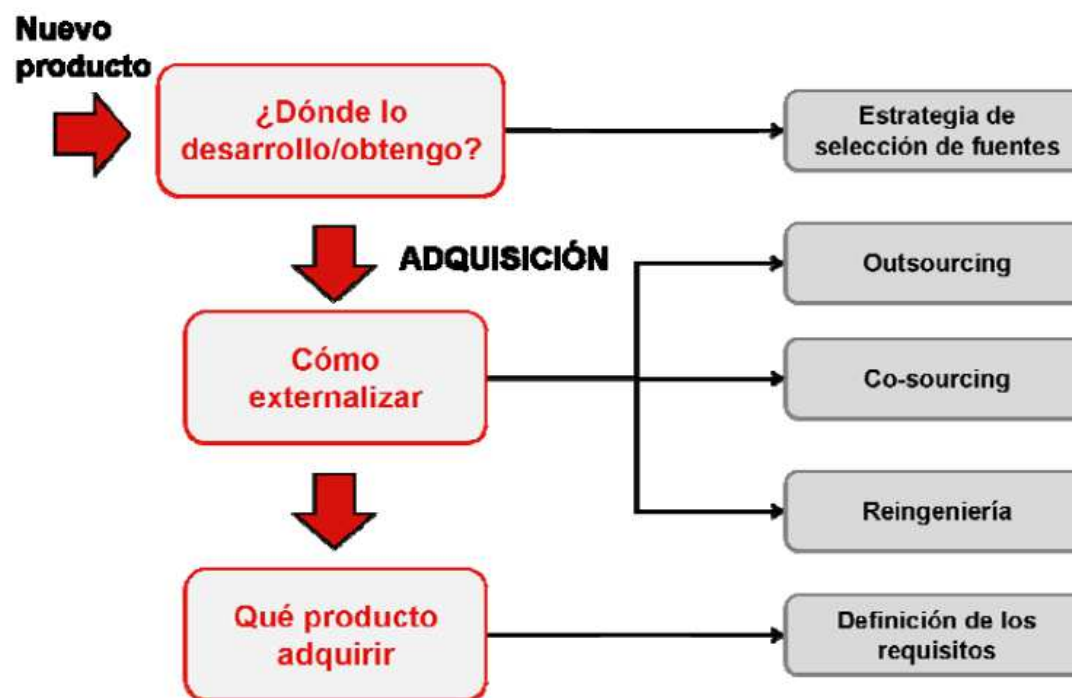 Nuevo
producto
¿Dónde lo
desarrollo/obtengo?
Estrategia de
selección de fuentes
ADQUISICIÓN
Outsourcing
Cómo
externalizar
Co-sourcing
Reingeniería
Qué producto
adquirir
Definición de los
requisitos